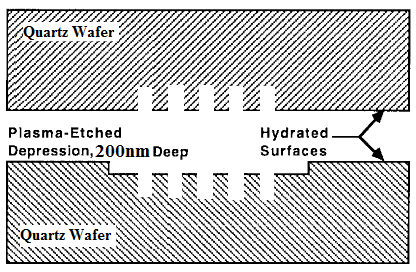 Quartz Wafer
Plasma-Etched
Depression, 200nm Deep
Hydrated
Surfaces
Quartz Wafer